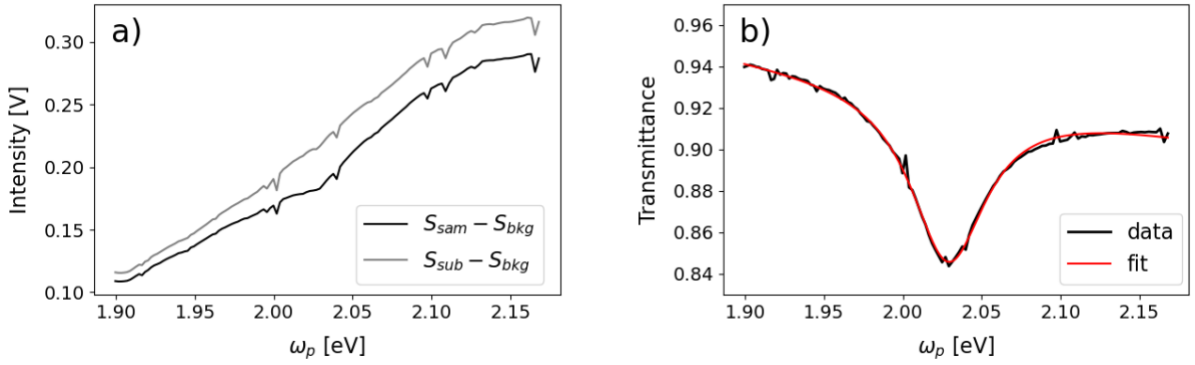 a)
0.30
0.25
0.20
0.15
0.10
Intensity [V]
S_sam − S_bkg
S_sub − S_bkg
1.90 1.95 2.00 2.05 2.10 2.15
ω_p [eV]
b)
0.96
0.94
0.92
0.90
0.88
0.86
0.84
Transmittance
data
fit
1.90 1.95 2.00 2.05 2.10 2.15
ω_p [eV]